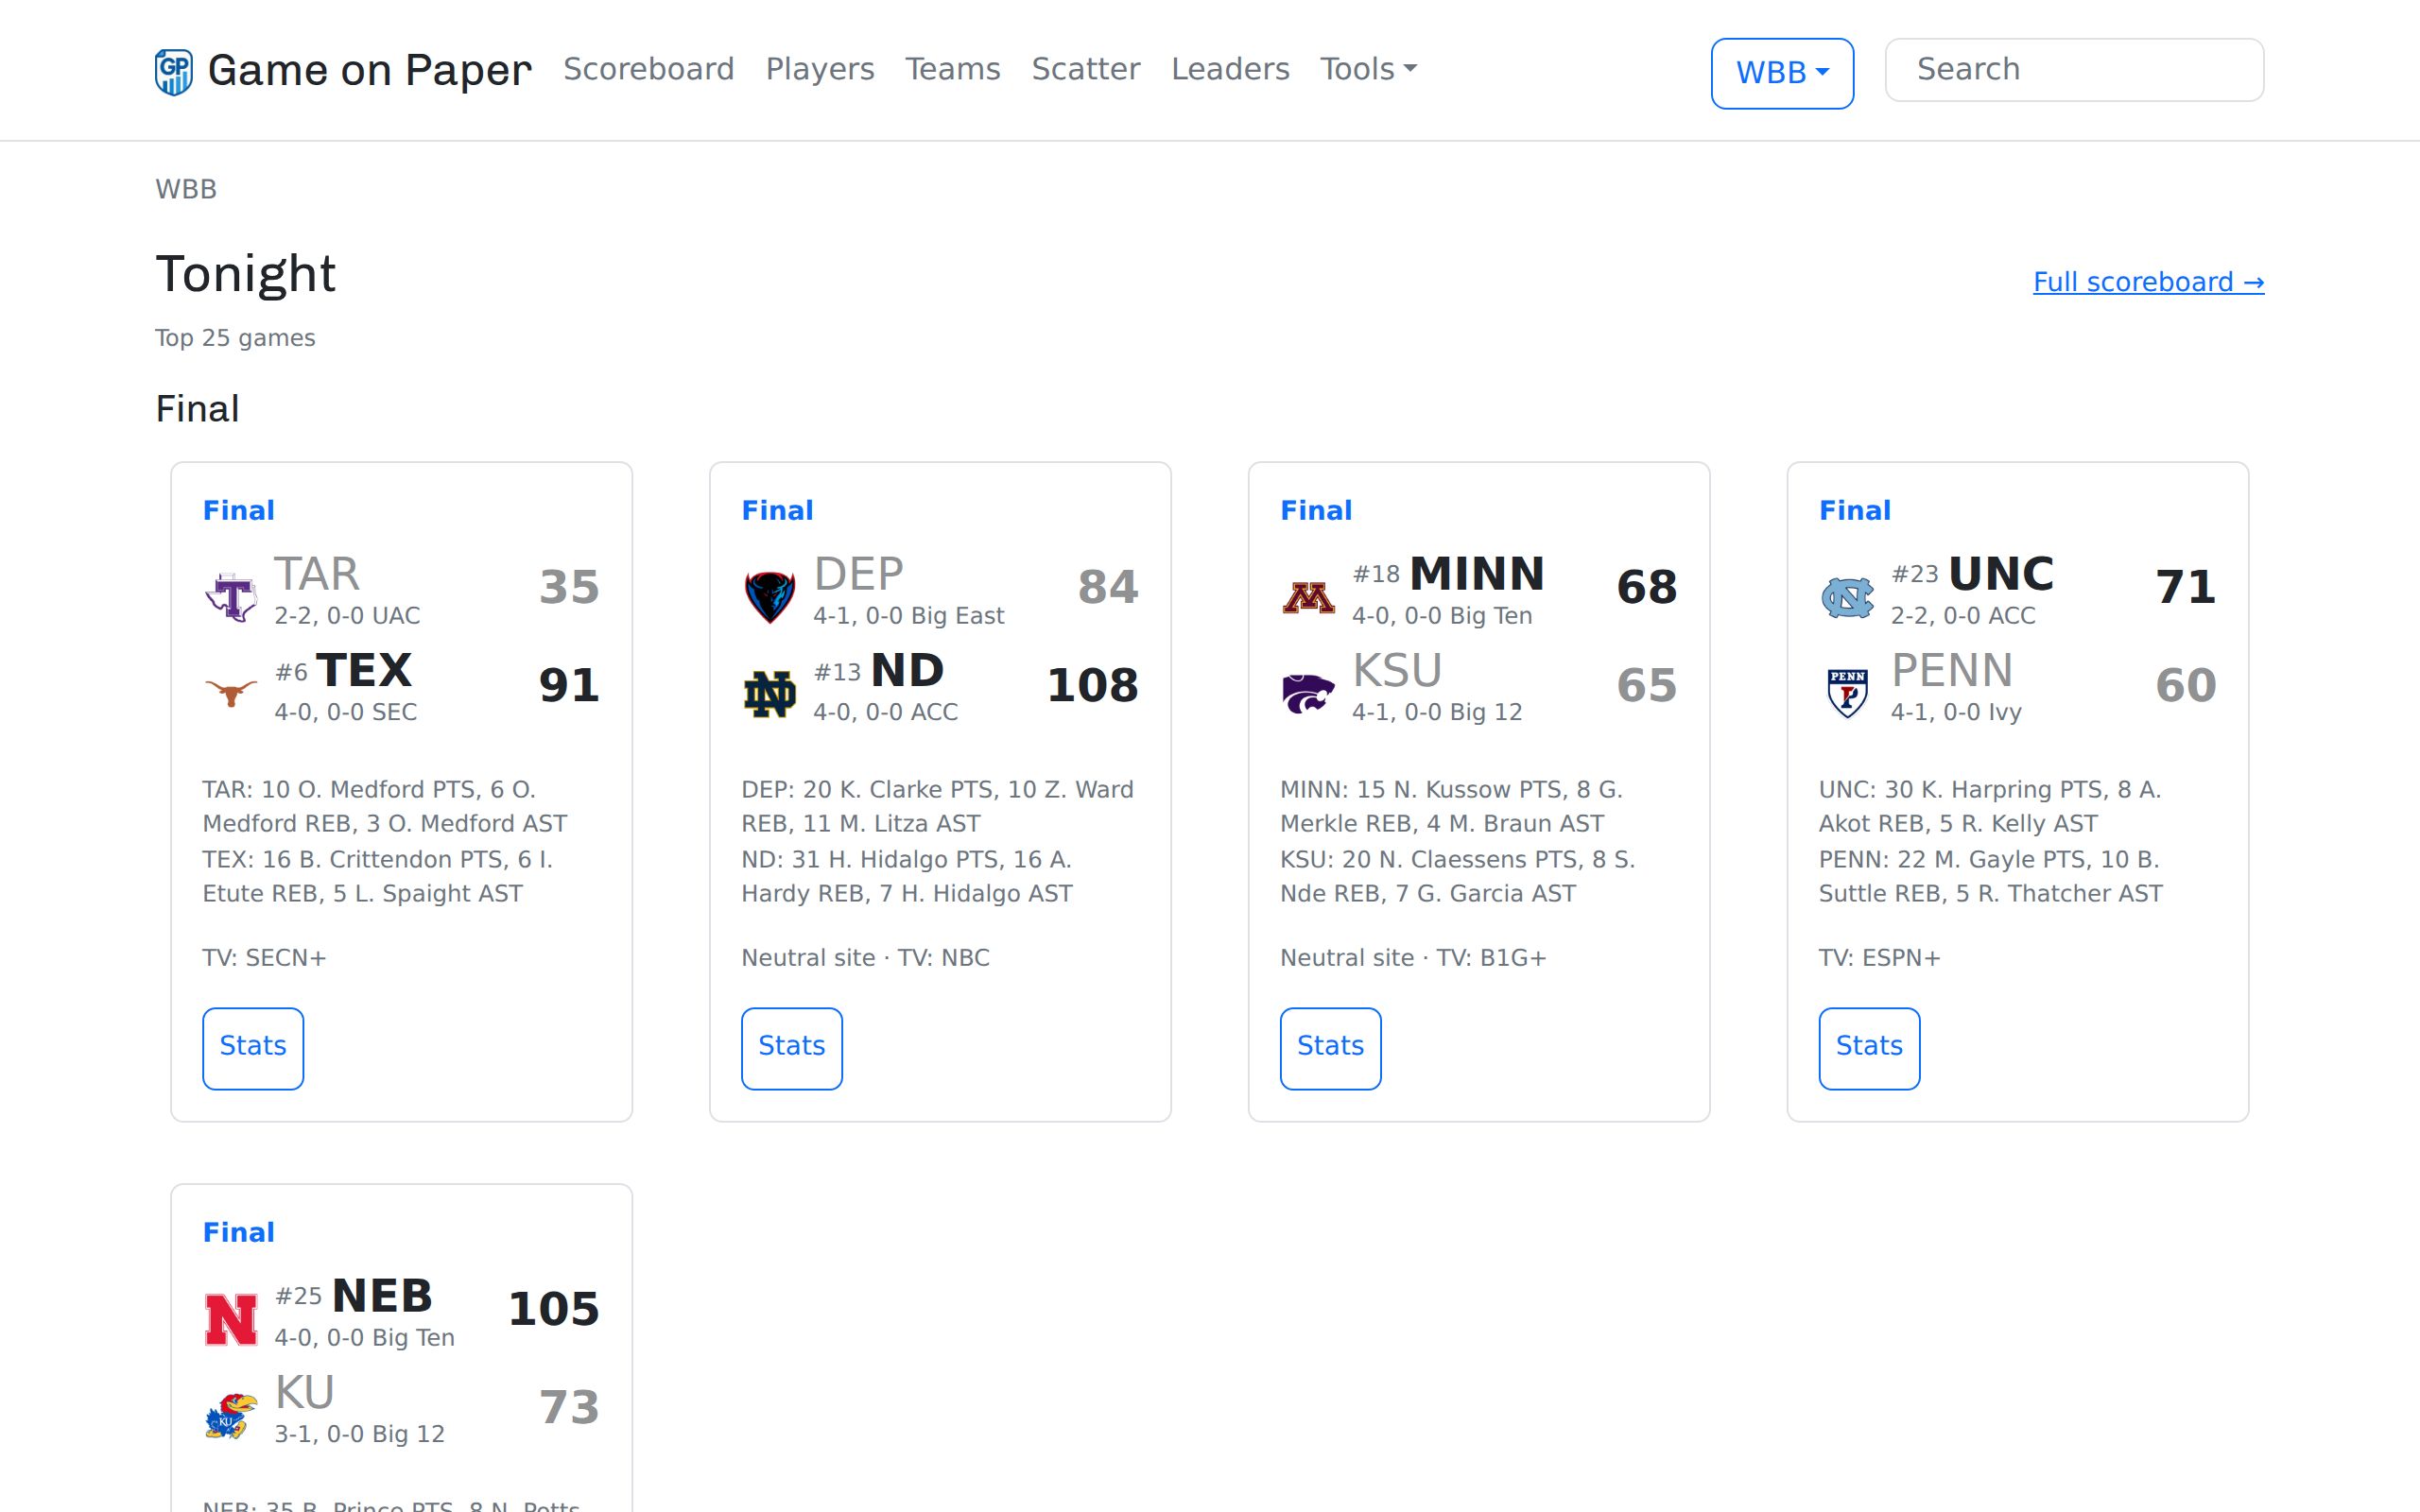 GP Game on Paper Scoreboard Players Teams Scatter Leaders Tools WBB Search
WBB
Tonight
Full scoreboard →
Top 25 games
Final
Final
TAR 35
2-2, 0-0 UAC
#6 TEX 91
4-0, 0-0 SEC
TAR: 10 O. Medford PTS, 6 O.
Medford REB, 3 O. Medford AST
TEX: 16 B. Crittendon PTS, 6 I.
Etute REB, 5 L. Spaight AST
TV: SECN+
Stats
Final
DEP 84
4-1, 0-0 Big East
#13 ND 108
4-0, 0-0 ACC
DEP: 20 K. Clarke PTS, 10 Z. Ward
REB, 11 M. Litza AST
ND: 31 H. Hidalgo PTS, 16 A.
Hardy REB, 7 H. Hidalgo AST
Neutral site · TV: NBC
Stats
Final
#18 MINN 68
4-0, 0-0 Big Ten
KSU 65
4-1, 0-0 Big 12
MINN: 15 N. Kussow PTS, 8 G.
Merkle REB, 4 M. Braun AST
KSU: 20 N. Claessens PTS, 8 S.
Nde REB, 7 G. Garcia AST
Neutral site · TV: B1G+
Stats
Final
#23 UNC 71
2-2, 0-0 ACC
PENN PENN 60
4-1, 0-0 Ivy
UNC: 30 K. Harpring PTS, 8 A.
Akot REB, 5 R. Kelly AST
PENN: 22 M. Gayle PTS, 10 B.
Suttle REB, 5 R. Thatcher AST
TV: ESPN+
Stats
Final
#25 NEB 105
4-0, 0-0 Big Ten
KU KU 73
3-1, 0-0 Big 12
NEB: 35 B. Prince PTS, 8 N. Potts